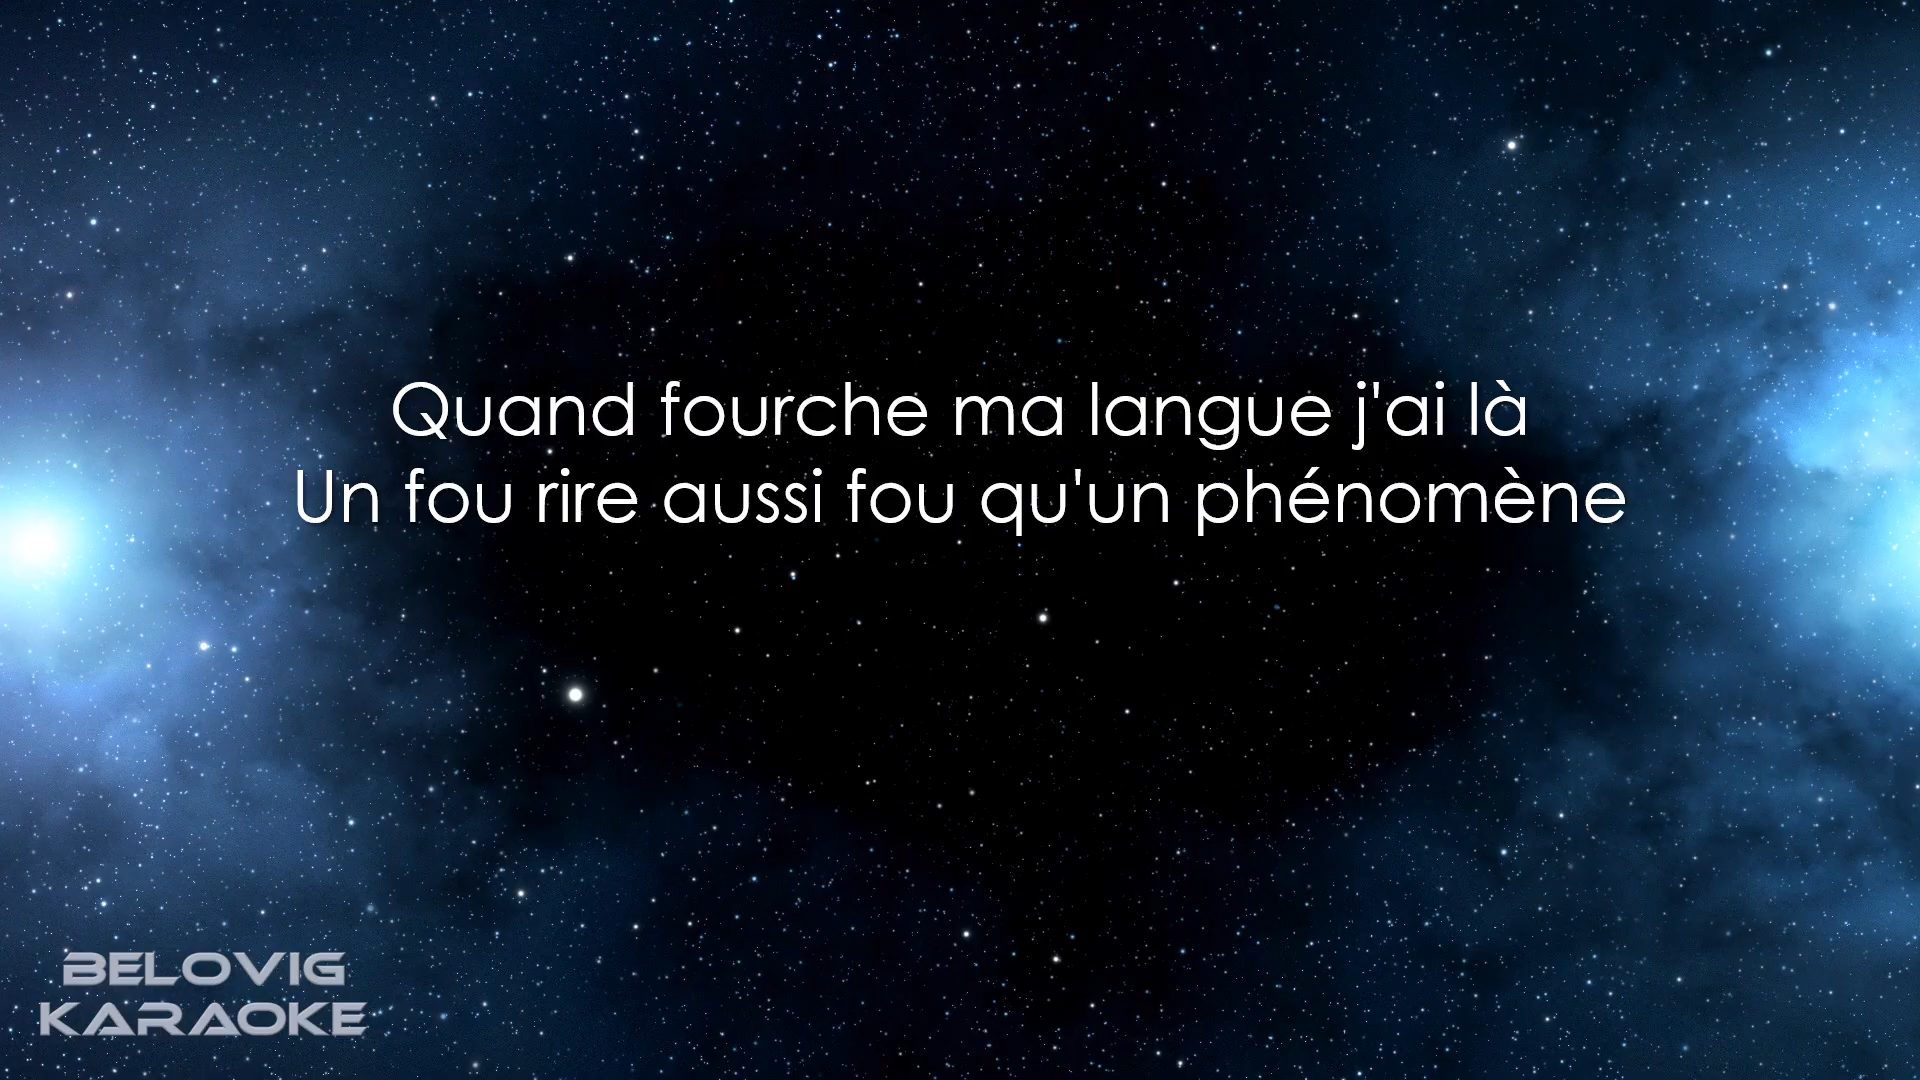 Quand fourche ma langue j'ai là
Un fou rire aussi fou qu'un phénomène
BELOVIG
KARAOKE